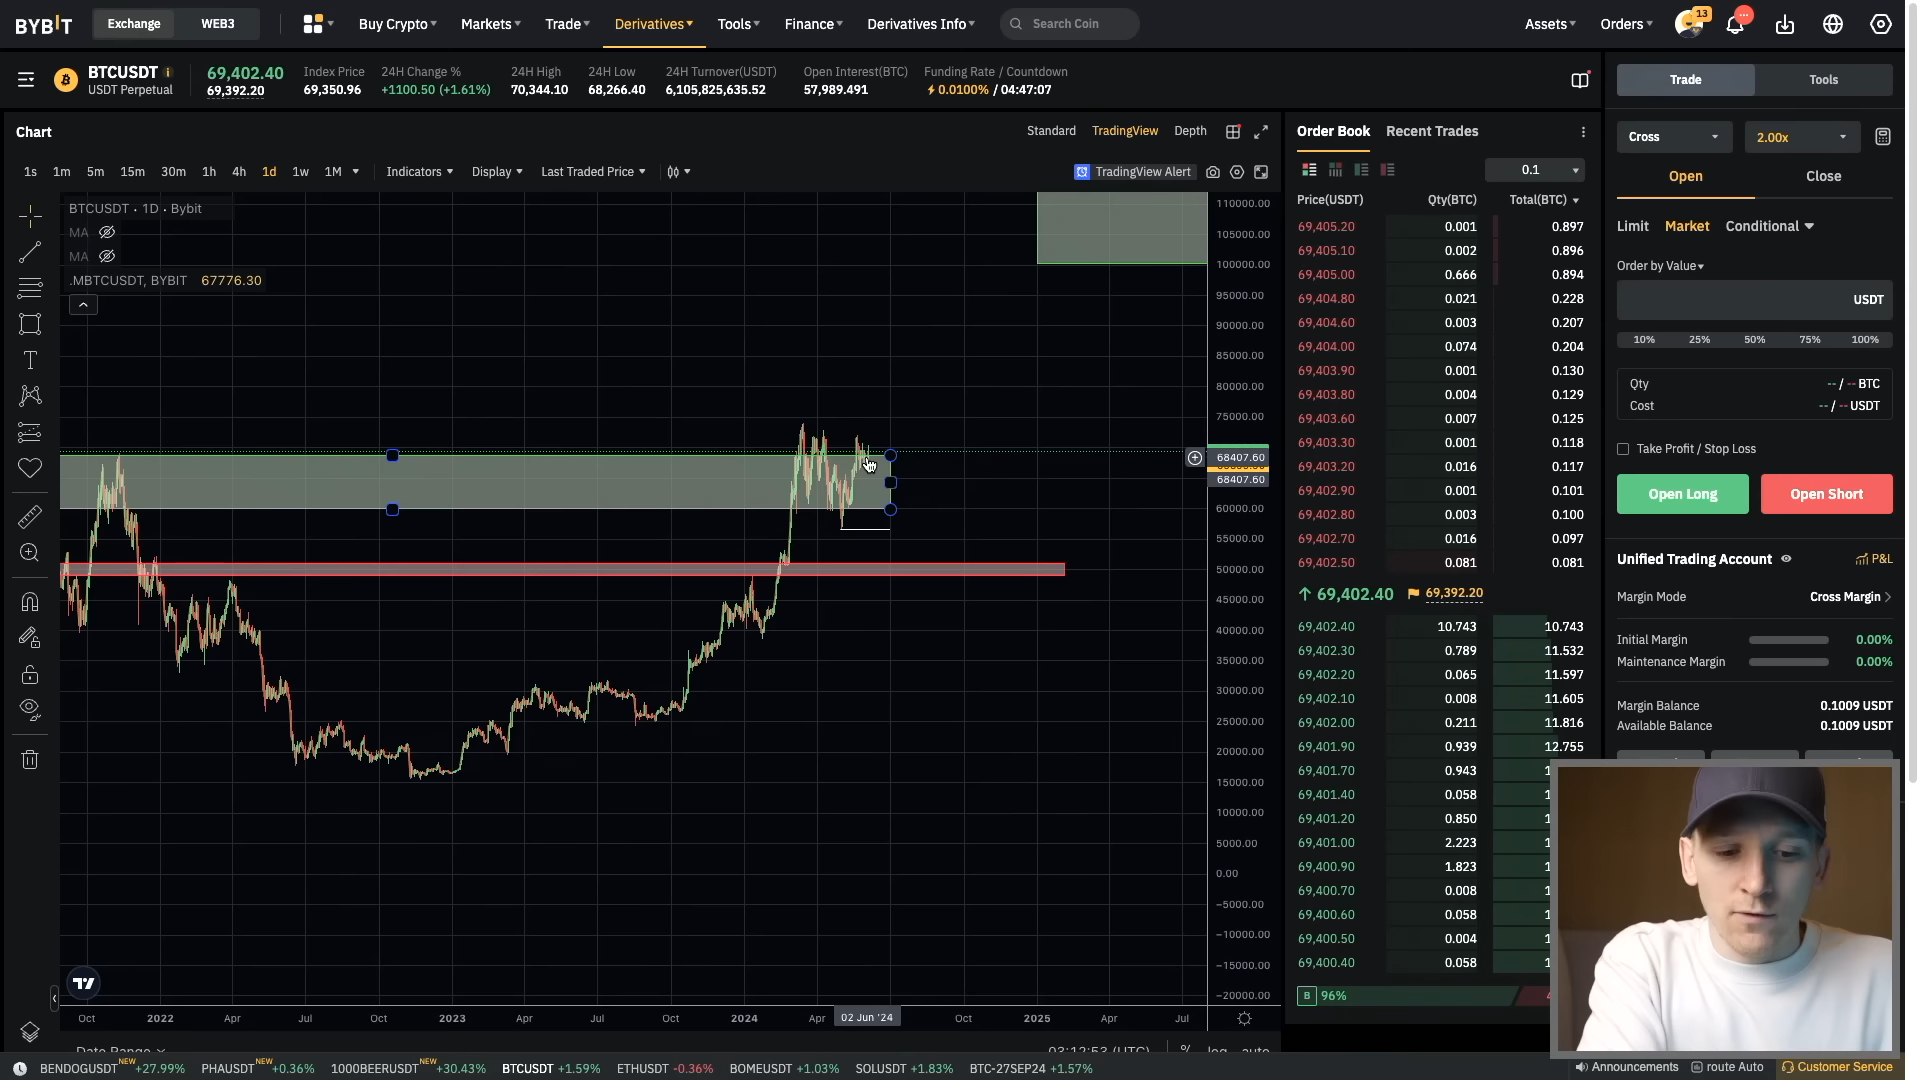 BYBIT Exchange WEB3 Buy Crypto Markets Trade Derivatives Tools Finance Derivatives Info Search Coin Assets Orders 13
BTCUSDT
USDT Perpetual
69,402.40
69,392.20
Index Price
69,350.96
24H Change %
+1100.50 (+1.61%)
24H High
70,344.10
24H Low
68,266.40
24H Turnover(USDT)
6,105,825,635.52
Open Interest(BTC)
57,989.491
Funding Rate / Countdown
0.0100% / 04:47:07
Chart
Standard TradingView Depth
1s 1m 5m 15m 30m 1h 4h 1d 1w 1M Indicators Display Last Traded Price TradingView Alert
BTCUSDT · 1D · Bybit
MA
MA
.MBTCUSDT, BYBIT 67776.30
110000.00
105000.00
100000.00
95000.00
90000.00
85000.00
80000.00
75000.00
68407.60
68407.60
60000.00
55000.00
50000.00
45000.00
40000.00
35000.00
30000.00
25000.00
20000.00
15000.00
10000.00
5000.00
0.00
−5000.00
−10000.00
−15000.00
−20000.00
Oct 2022 Apr Jul Oct 2023 Apr Jul Oct 2024 Apr 02 Jun '24 Oct 2025 Apr Jul
Date Range 03:12:53 (UTC) % log auto
Order Book Recent Trades
0.1
Price(USDT) Qty(BTC) Total(BTC)
69,405.20 0.001 0.897
69,405.10 0.002 0.896
69,405.00 0.666 0.894
69,404.80 0.021 0.228
69,404.60 0.003 0.207
69,404.00 0.074 0.204
69,403.90 0.001 0.130
69,403.80 0.004 0.129
69,403.60 0.007 0.125
69,403.30 0.001 0.118
69,403.20 0.016 0.117
69,402.90 0.001 0.101
69,402.80 0.003 0.100
69,402.70 0.016 0.097
69,402.50 0.081 0.081
69,402.40 69,392.20
69,402.40 10.743 10.743
69,402.30 0.789 11.532
69,402.20 0.065 11.597
69,402.10 0.008 11.605
69,402.00 0.211 11.816
69,401.90 0.939 12.755
69,401.70 0.943 1
69,401.40 0.058 1
69,401.20 0.850 1
69,401.00 2.223 1
69,400.90 1.823 1
69,400.70 0.008 1
69,400.60 0.058 1
69,400.50 0.004 1
69,400.40 0.058 1
B 96% 4
Trade Tools
Cross 2.00x
Open Close
Limit Market Conditional
Order by Value
USDT
10% 25% 50% 75% 100%
Qty -- / -- BTC
Cost -- / -- USDT
Take Profit / Stop Loss
Open Long Open Short
Unified Trading Account P&L
Margin Mode Cross Margin
Initial Margin 0.00%
Maintenance Margin 0.00%
Margin Balance 0.1009 USDT
Available Balance 0.1009 USDT
BENDOGUSDT NEW +27.99% PHAUSDT NEW +0.36% 1000BEERUSDT NEW +30.43% BTCUSDT +1.59% ETHUSDT -0.36% BOMEUSDT +1.03% SOLUSDT +1.83% BTC-27SEP24 +1.57% Announcements route Auto Customer Service